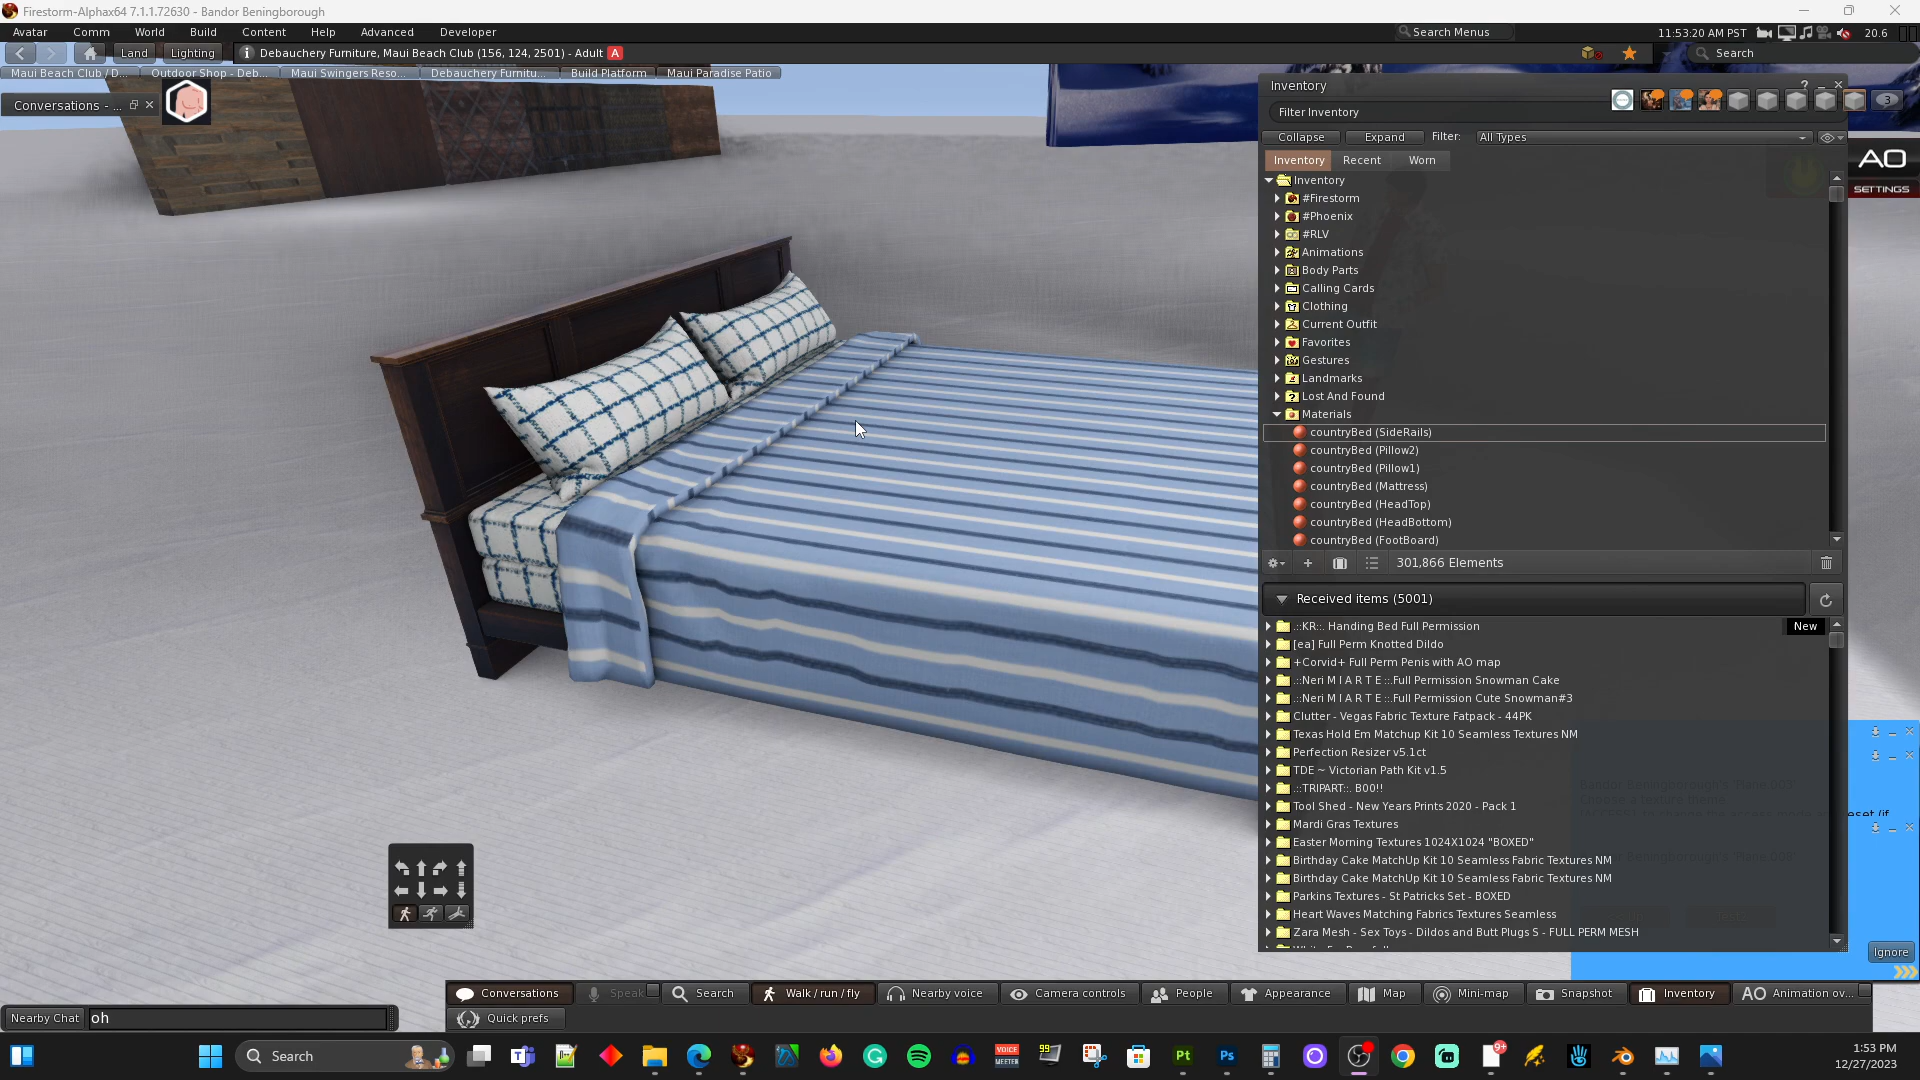 Firestorm-Alphax64 7.1.1.72630 - Bandor Beningborough
Avatar Comm World Build Content Help Advanced Developer
Search Menus
11:53:20 AM PST
20.6
Land Lighting
Debauchery Furniture, Maui Beach Club (156, 124, 2501) - Adult A
Search
Maui Beach Club / D... Outdoor Shop - Deb... Maui Swingers Reso... Debauchery Furnitu... Build Platform Maui Paradise Patio
Conversations - ...
Inventory
?
3
Filter Inventory
Collapse Expand Filter: All Types
Inventory Recent Worn
AO
SETTINGS
Inventory
#Firestorm
#Phoenix
#RLV
Animations
Body Parts
Calling Cards
Clothing
Current Outfit
Favorites
Gestures
Landmarks
Lost And Found
Materials
countryBed (SideRails)
countryBed (Pillow2)
countryBed (Pillow1)
countryBed (Mattress)
countryBed (HeadTop)
countryBed (HeadBottom)
countryBed (FootBoard)
301,866 Elements
Received items (5001)
.::KR::. Handing Bed Full Permission
New
[ea] Full Perm Knotted Dildo
+Corvid+ Full Perm Penis with AO map
.::Neri M I A R T E ::.Full Permission Snowman Cake
.::Neri M I A R T E ::.Full Permission Cute Snowman#3
Clutter - Vegas Fabric Texture Fatpack - 44PK
Texas Hold Em Matchup Kit 10 Seamless Textures NM
Perfection Resizer v5.1ct
TDE ~ Victorian Path Kit v1.5
.::TRIPART::. B00!!
Tool Shed - New Years Prints 2020 - Pack 1
Mardi Gras Textures
Easter Morning Textures 1024X1024 "BOXED"
Birthday Cake MatchUp Kit 10 Seamless Fabric Textures NM
Birthday Cake MatchUp Kit 10 Seamless Fabric Textures NM
Parkins Textures - St Patricks Set - BOXED
Heart Waves Matching Fabrics Textures Seamless
Zara Mesh - Sex Toys - Dildos and Butt Plugs S - FULL PERM MESH
eset (if
Ignore
Conversations Speak Search Walk / run / fly Nearby voice Camera controls People Appearance Map Mini-map Snapshot Inventory AO Animation ov...
Nearby Chat oh
Quick prefs
Search
VOICE
MEETER
99
Pt
Ps
9+
1:53 PM
12/27/2023